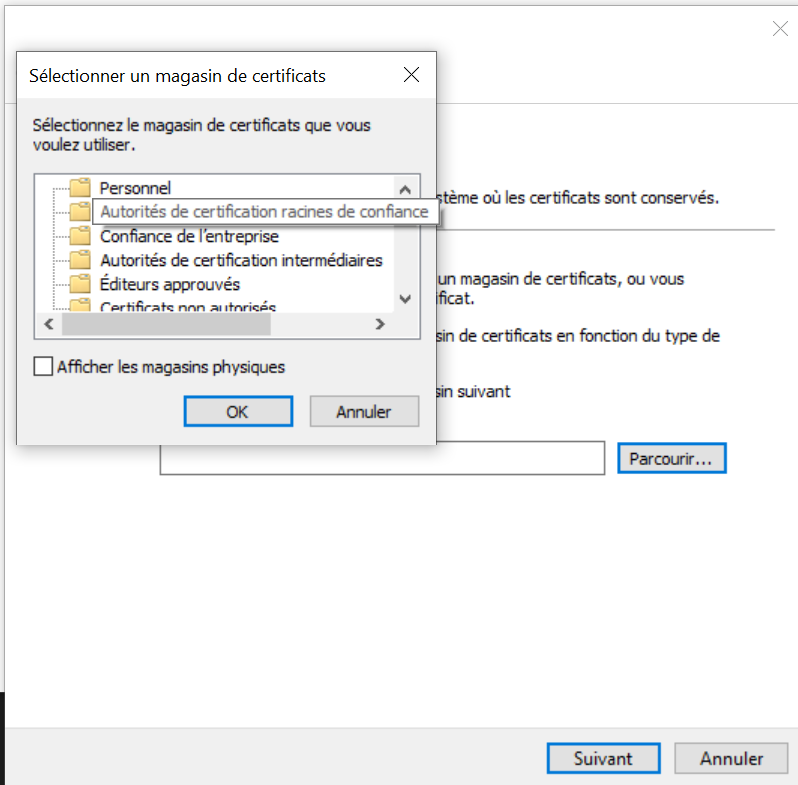 Sélectionner un magasin de certificats
Sélectionnez le magasin de certificats que vous
voulez utiliser.
Personnel
Autorités de certification racines de confiance
Confiance de l'entreprise
Autorités de certification intermédiaires
Éditeurs approuvés
Certificats non autorisés
Afficher les magasins physiques
OK
Annuler
stème où les certificats sont conservés.
un magasin de certificats, ou vous
ificat.
sin de certificats en fonction du type de
sin suivant
Parcourir...
Suivant
Annuler